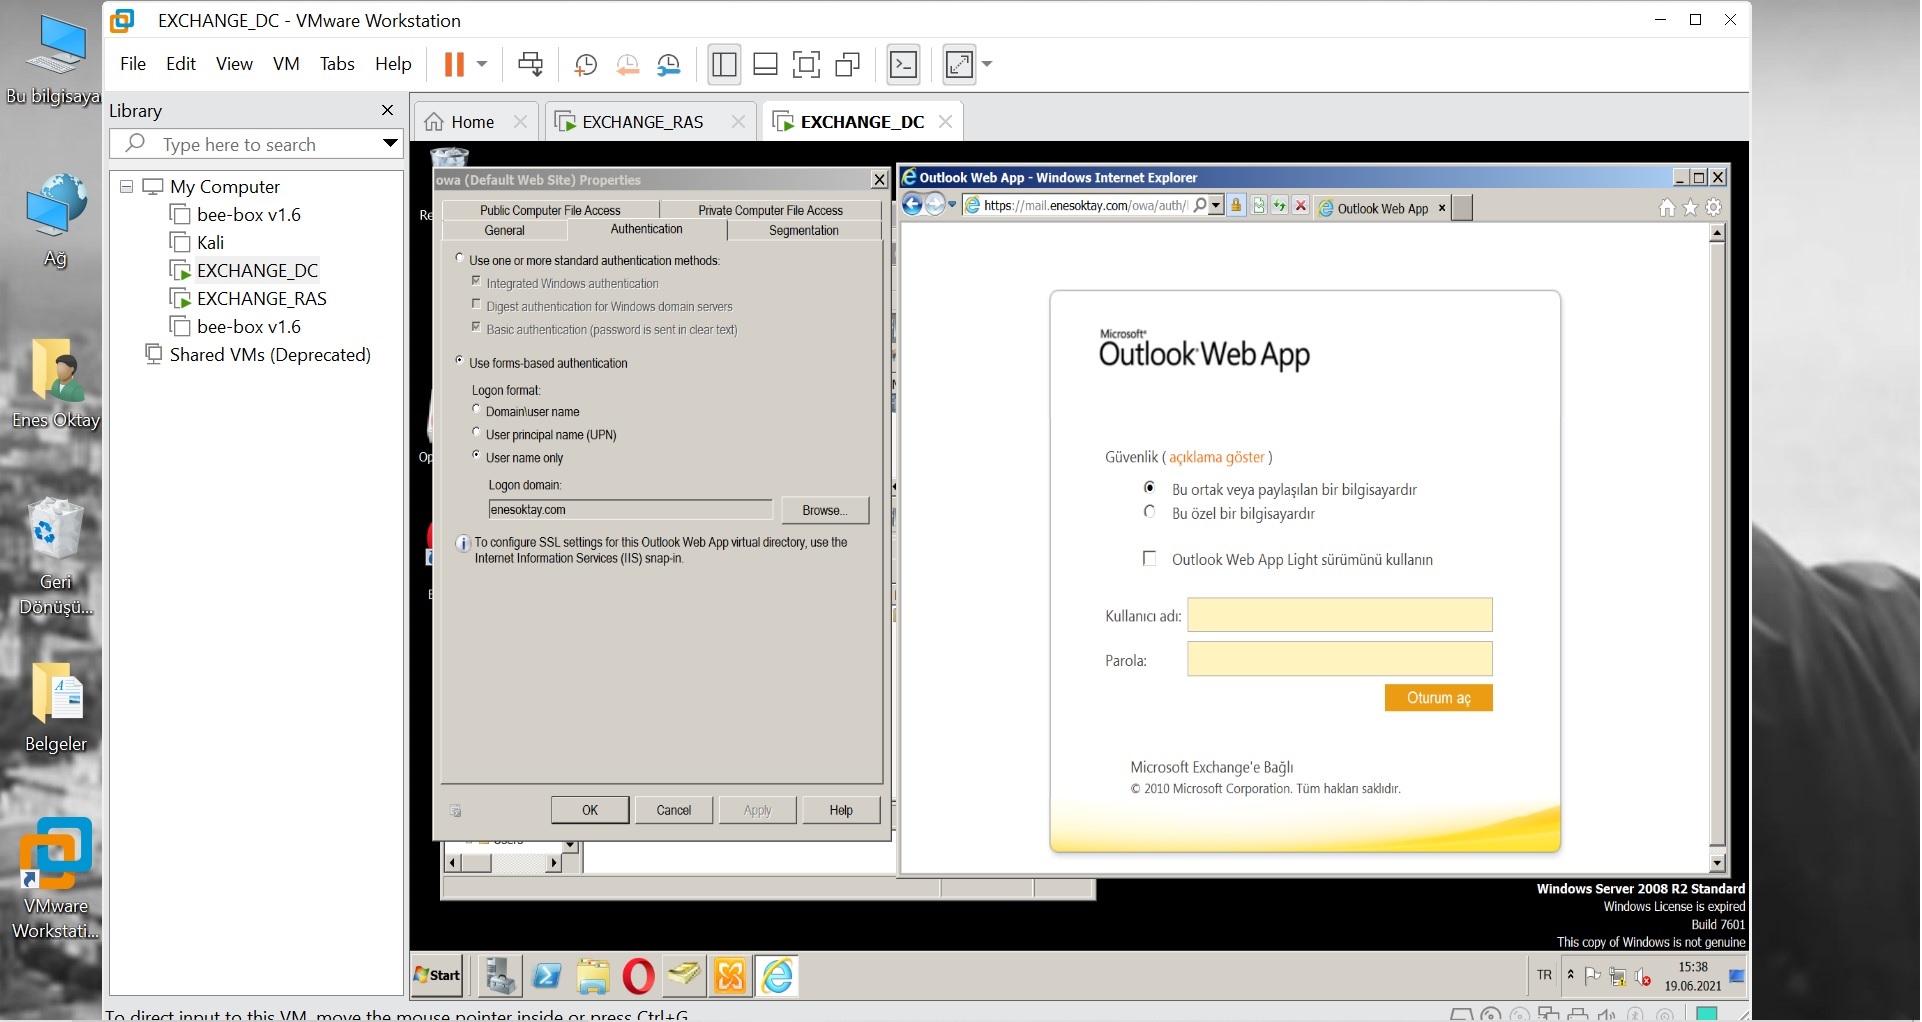 EXCHANGE_DC - VMware Workstation
File Edit View VM Tabs Help
Bu bilgisaya
Ağ
Enes Oktay
Geri
Dönüşü...
Belgeler
VMware
Workstati...
Library
Type here to search
My Computer
bee-box v1.6
Kali
EXCHANGE_DC
EXCHANGE_RAS
bee-box v1.6
Shared VMs (Deprecated)
Home
EXCHANGE_RAS
EXCHANGE_DC
owa (Default Web Site) Properties
Public Computer File Access
Private Computer File Access
General
Authentication
Segmentation
Use one or more standard authentication methods:
Integrated Windows authentication
Digest authentication for Windows domain servers
Basic authentication (password is sent in clear text)
Use forms-based authentication
Logon format:
Domain\user name
User principal name (UPN)
User name only
Logon domain:
enesoktay.com
Browse...
To configure SSL settings for this Outlook Web App virtual directory, use the
Internet Information Services (IIS) snap-in.
OK
Cancel
Apply
Help
Users
Outlook Web App - Windows Internet Explorer
https://mail.enesoktay.com/owa/auth/
Outlook Web App
Microsoft®
Outlook Web App
Güvenlik ( açıklama göster )
Bu ortak veya paylaşılan bir bilgisayardır
Bu özel bir bilgisayardır
Outlook Web App Light sürümünü kullanın
Kullanıcı adı:
Parola:
Oturum aç
Microsoft Exchange'e Bağlı
© 2010 Microsoft Corporation. Tüm hakları saklıdır.
Windows Server 2008 R2 Standard
Windows License is expired
Build 7601
This copy of Windows is not genuine
Start
TR
15:38
19.06.2021
To direct input to this VM, move the mouse pointer inside or press Ctrl+G.